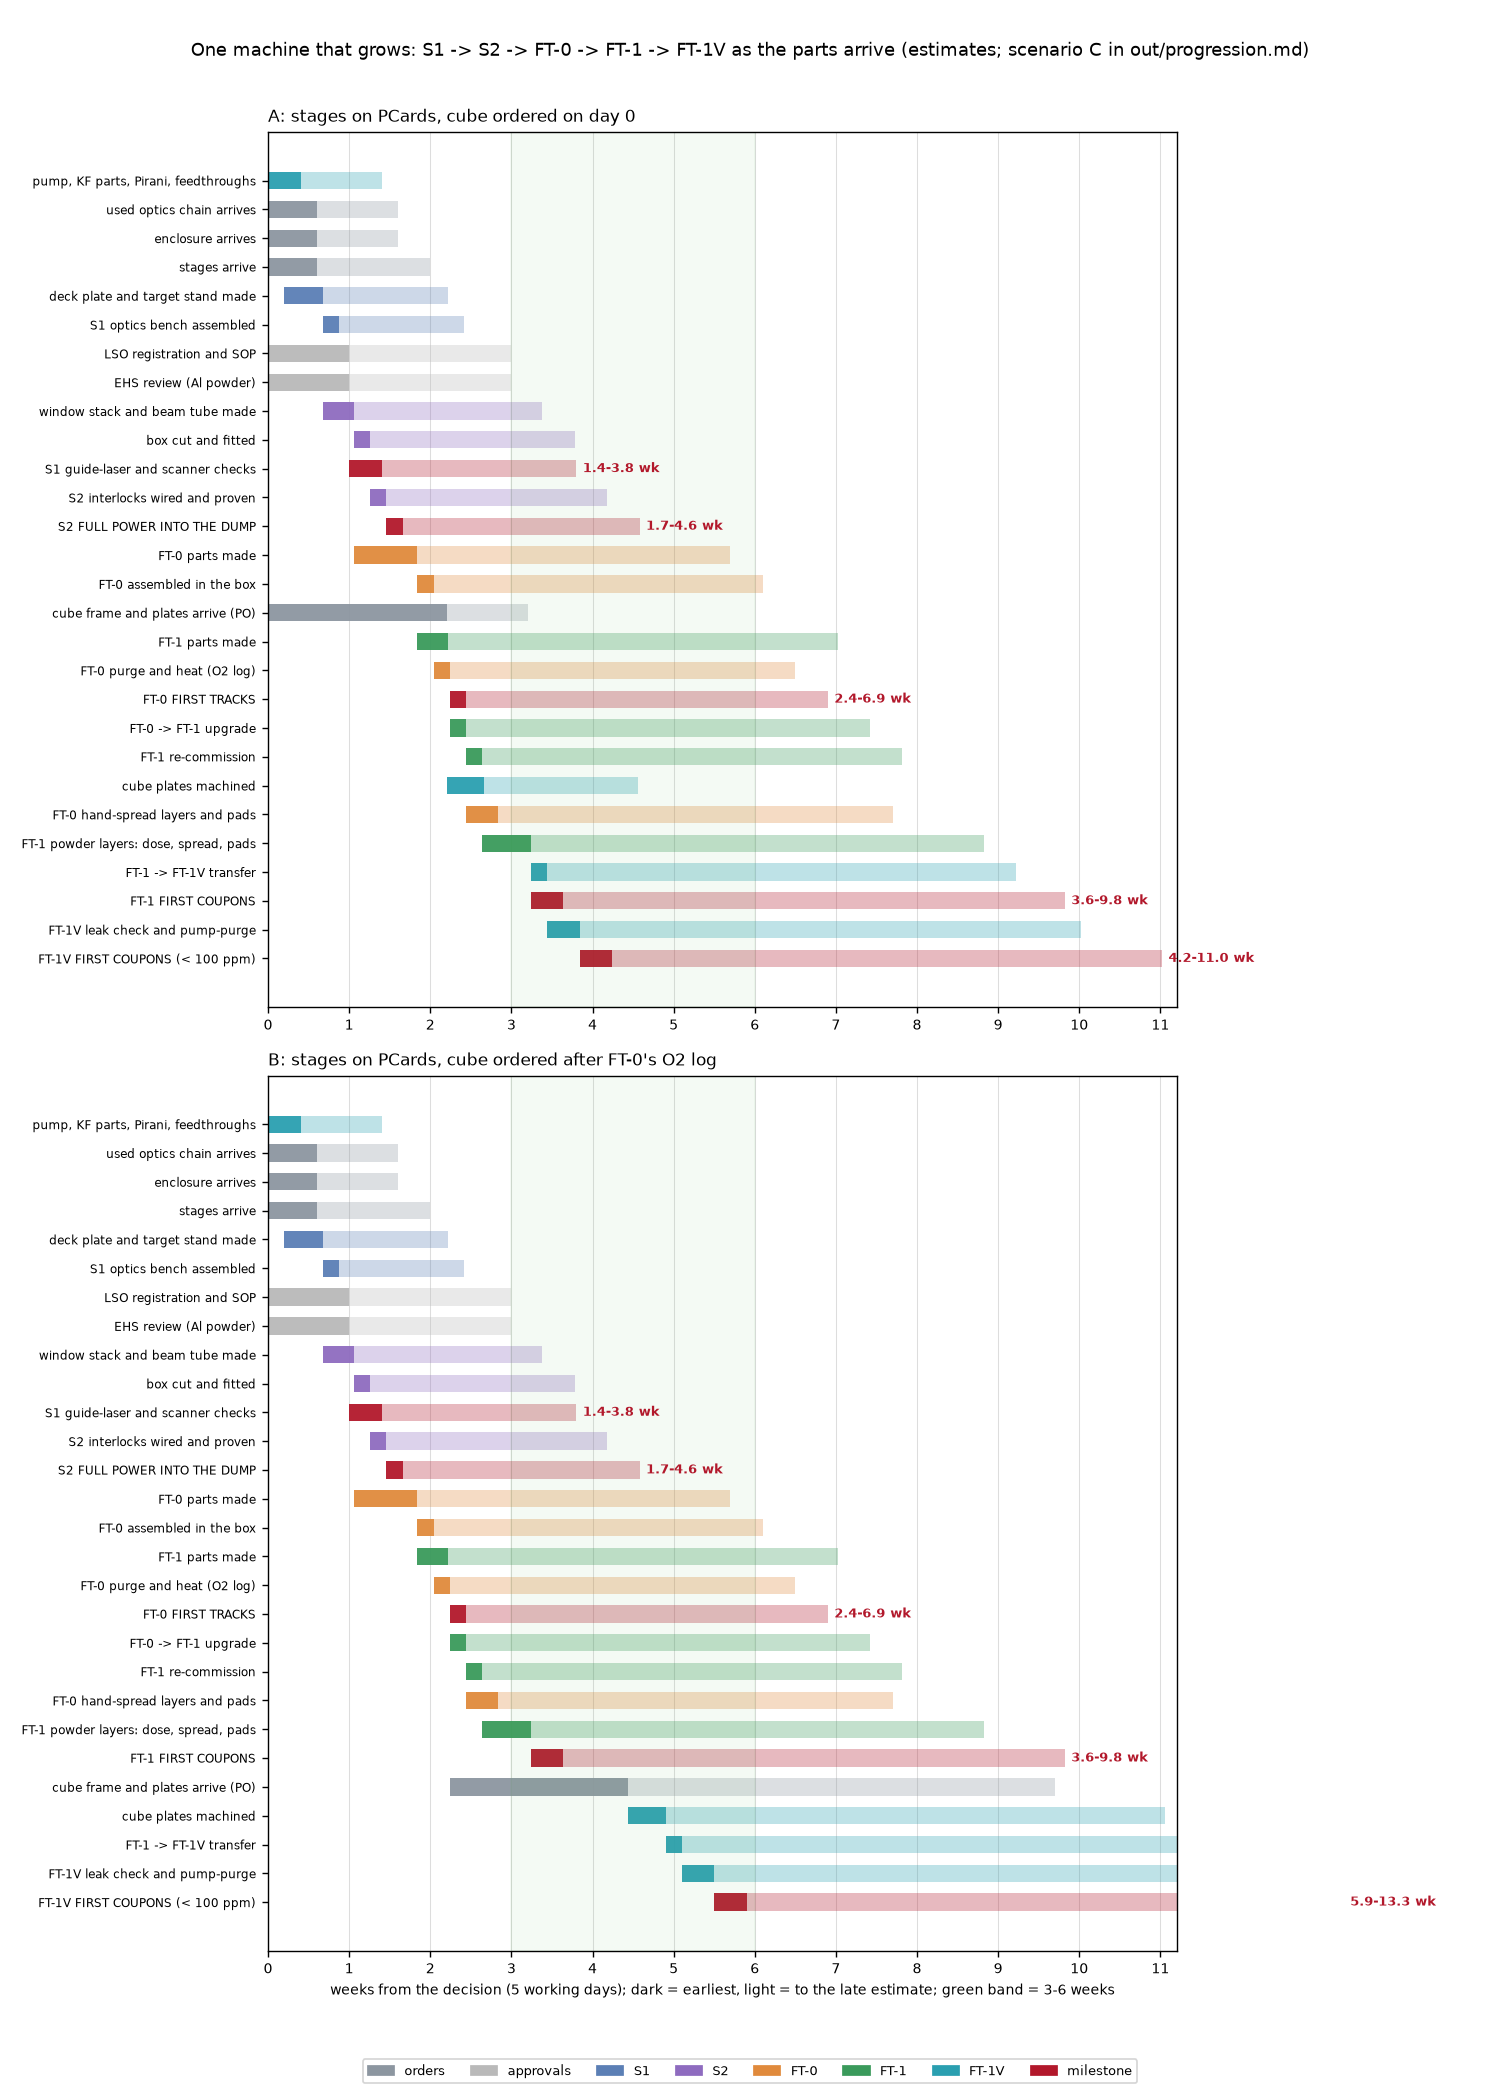 One machine that grows: S1 -> S2 -> FT-0 -> FT-1 -> FT-1V as the parts arrive (estimates; scenario C in out/progression.md)
A: stages on PCards, cube ordered on day 0
pump, KF parts, Pirani, feedthroughs
used optics chain arrives
enclosure arrives
stages arrive
deck plate and target stand made
S1 optics bench assembled
LSO registration and SOP
EHS review (Al powder)
window stack and beam tube made
box cut and fitted
S1 guide-laser and scanner checks 1.4-3.8 wk
S2 interlocks wired and proven
S2 FULL POWER INTO THE DUMP 1.7-4.6 wk
FT-0 parts made
FT-0 assembled in the box
cube frame and plates arrive (PO)
FT-1 parts made
FT-0 purge and heat (O2 log)
FT-0 FIRST TRACKS 2.4-6.9 wk
FT-0 -> FT-1 upgrade
FT-1 re-commission
cube plates machined
FT-0 hand-spread layers and pads
FT-1 powder layers: dose, spread, pads
FT-1 -> FT-1V transfer
FT-1 FIRST COUPONS 3.6-9.8 wk
FT-1V leak check and pump-purge
FT-1V FIRST COUPONS (< 100 ppm) 4.2-11.0 wk
0 1 2 3 4 5 6 7 8 9 10 11
B: stages on PCards, cube ordered after FT-0's O2 log
pump, KF parts, Pirani, feedthroughs
used optics chain arrives
enclosure arrives
stages arrive
deck plate and target stand made
S1 optics bench assembled
LSO registration and SOP
EHS review (Al powder)
window stack and beam tube made
box cut and fitted
S1 guide-laser and scanner checks 1.4-3.8 wk
S2 interlocks wired and proven
S2 FULL POWER INTO THE DUMP 1.7-4.6 wk
FT-0 parts made
FT-0 assembled in the box
FT-1 parts made
FT-0 purge and heat (O2 log)
FT-0 FIRST TRACKS 2.4-6.9 wk
FT-0 -> FT-1 upgrade
FT-1 re-commission
FT-0 hand-spread layers and pads
FT-1 powder layers: dose, spread, pads
FT-1 FIRST COUPONS 3.6-9.8 wk
cube frame and plates arrive (PO)
cube plates machined
FT-1 -> FT-1V transfer
FT-1V leak check and pump-purge
FT-1V FIRST COUPONS (< 100 ppm) 5.9-13.3 wk
0 1 2 3 4 5 6 7 8 9 10 11
weeks from the decision (5 working days); dark = earliest, light = to the late estimate; green band = 3-6 weeks
orders approvals S1 S2 FT-0 FT-1 FT-1V milestone